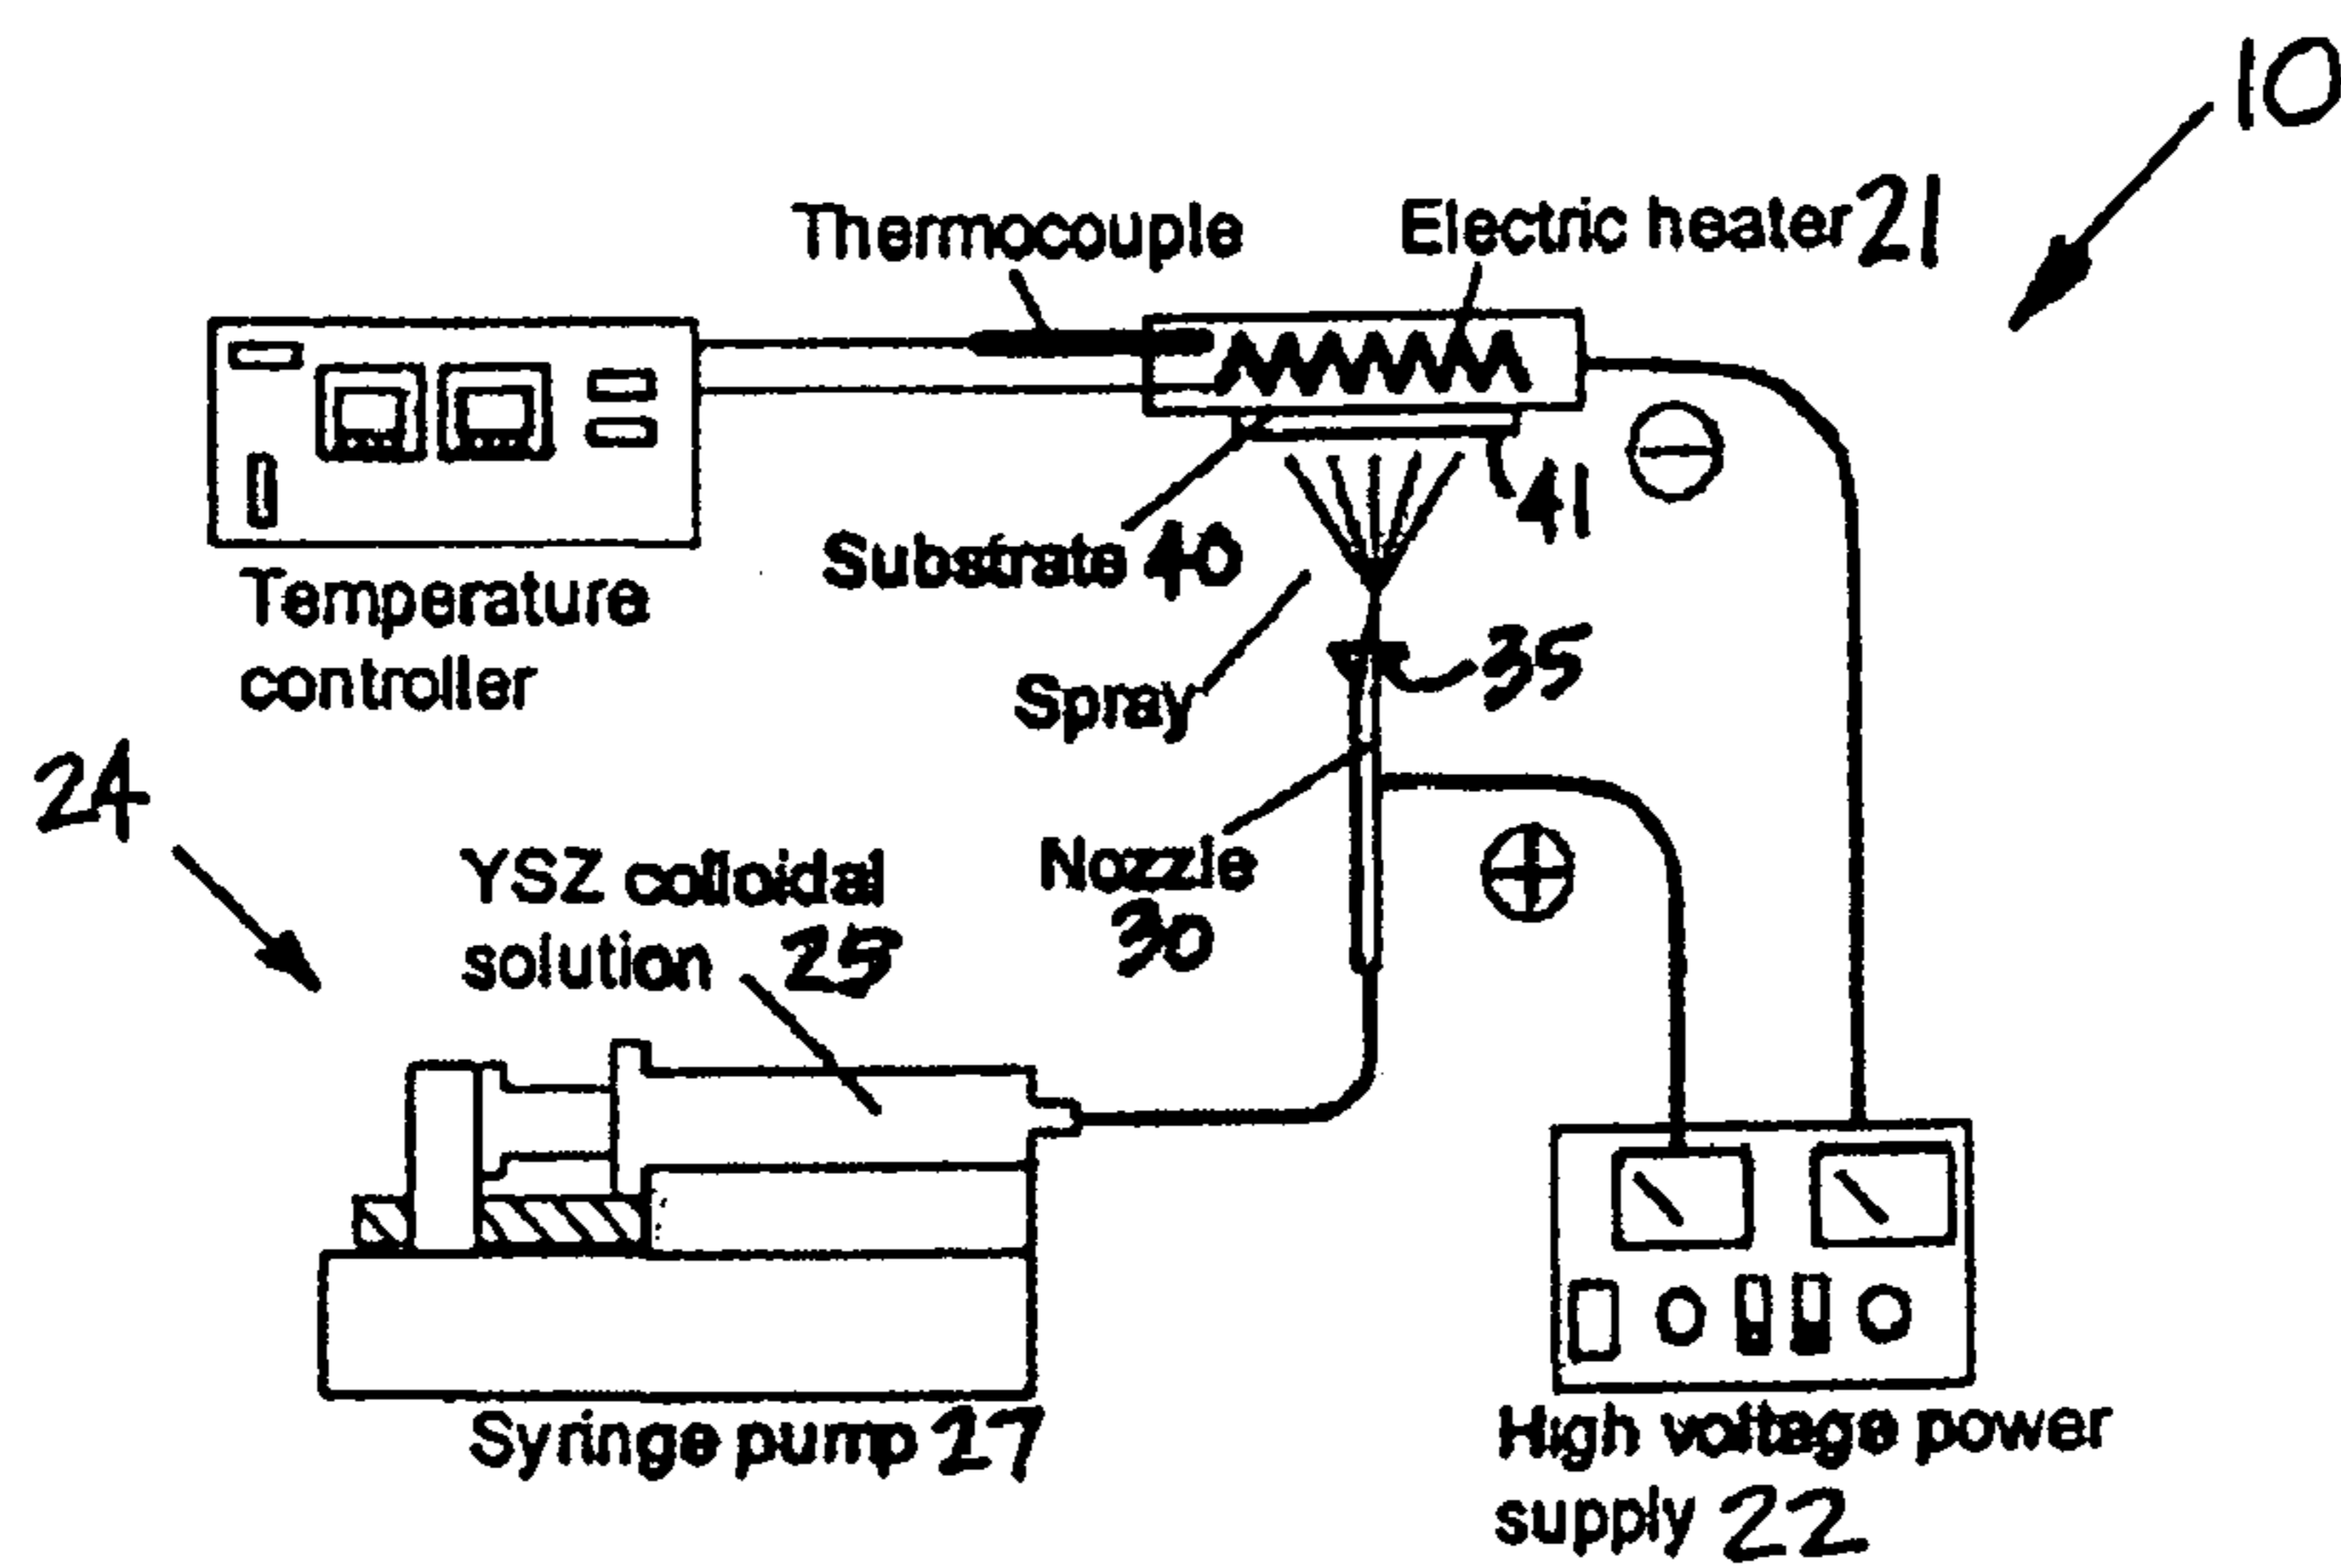 10
Thermocouple
Electric heater 21
41
Substrate 40
Temperature
controller
Spray
35
24
YSZ colloidal
solution 25
Nozzle
30
Syringe pump 27
High voltage power
supply 22